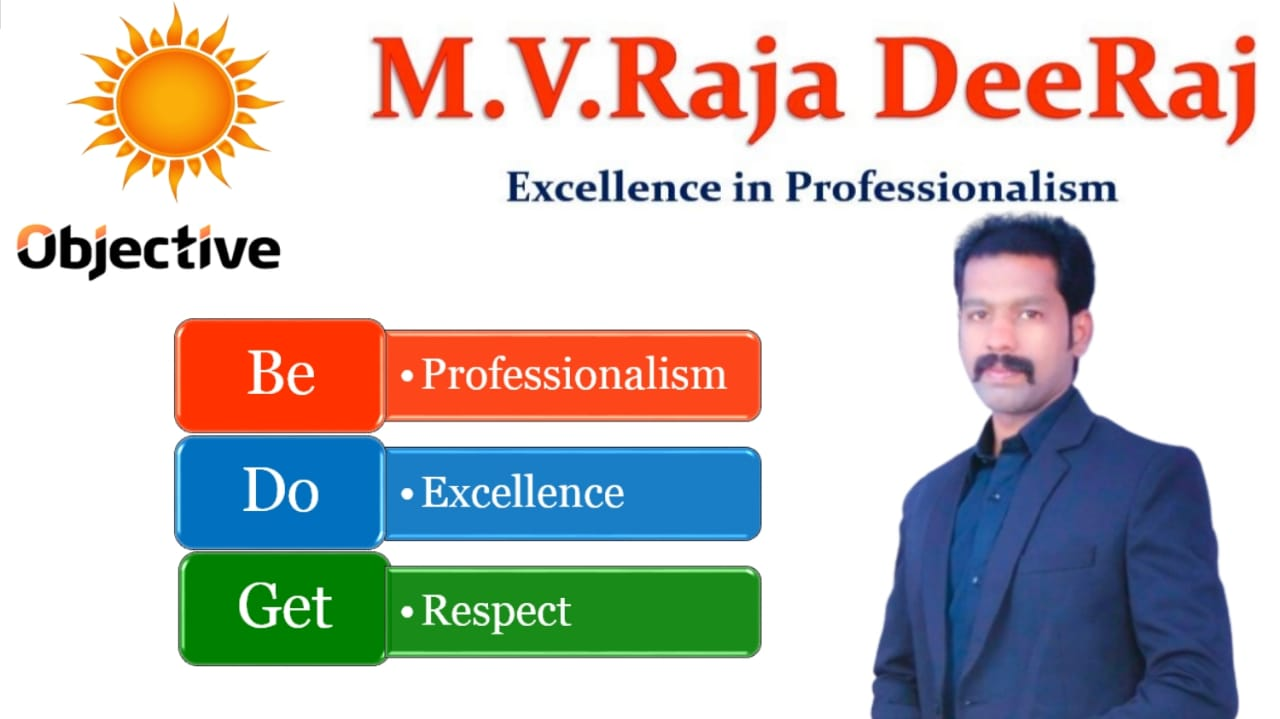 M.V.Raja DeeRaj
Excellence in Professionalism
Objective
Be
• Professionalism
Do
• Excellence
Get
• Respect